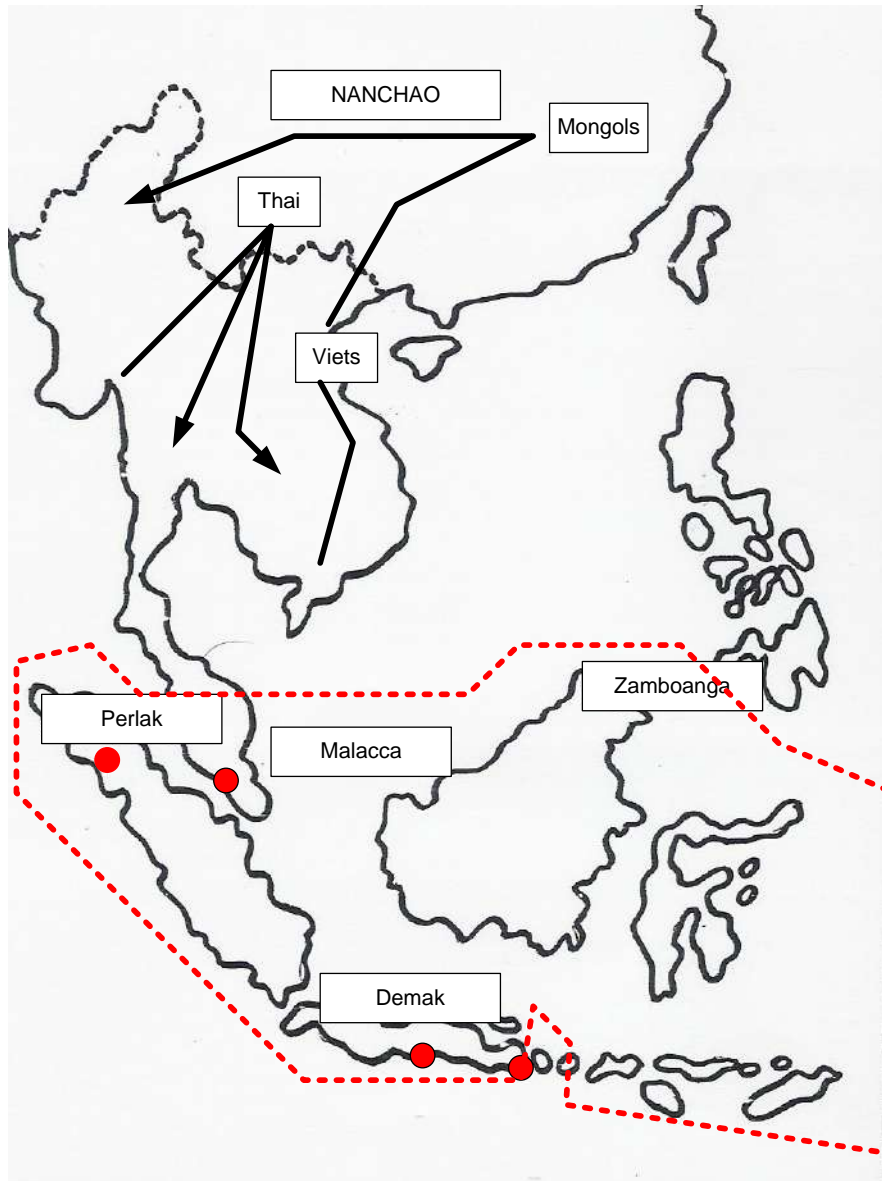 NANCHAO
Mongols
Thai
Viets
Zamboanga
Perlak
Malacca
Demak